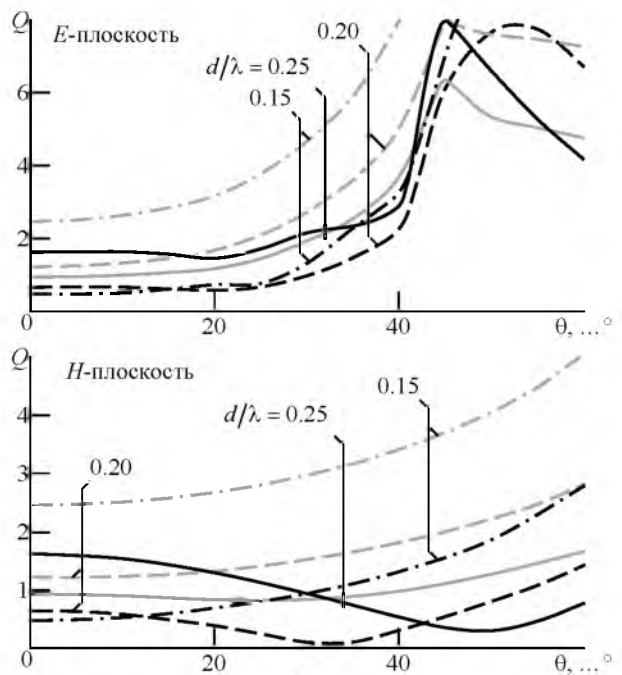 Q
E-плоскость
0.20
d/λ = 0.25
0.15
6
4
2
0
20
40
θ, ...°
Q
H-плоскость
0.15
d/λ = 0.25
0.20
4
3
2
1
0
20
40
θ, ...°